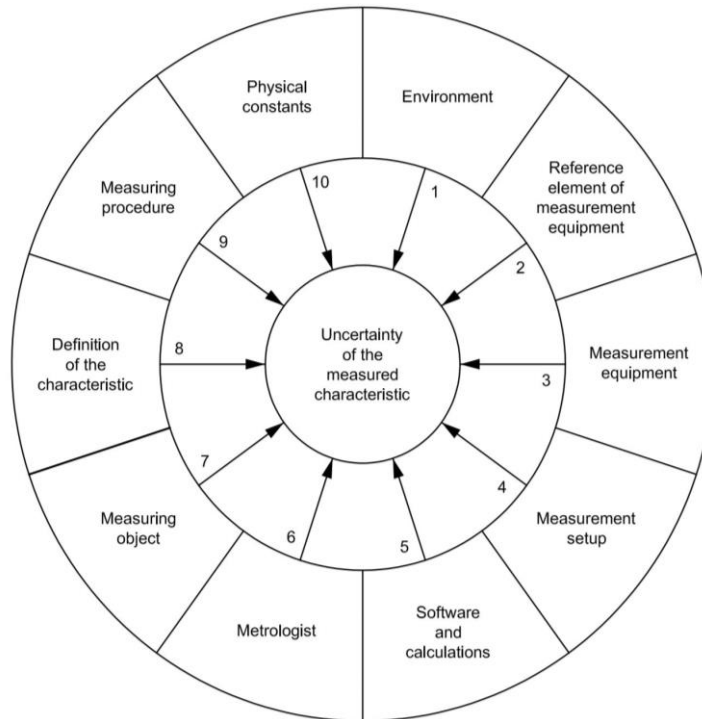 Physical
constants
Environment
Measuring
procedure
Reference
element of
measurement
equipment
10
1
9
2
Definition
of the
characteristic
8
Uncertainty
of the
measured
characteristic
3
Measurement
equipment
7
4
Measuring
object
6
5
Measurement
setup
Metrologist
Software
and
calculations